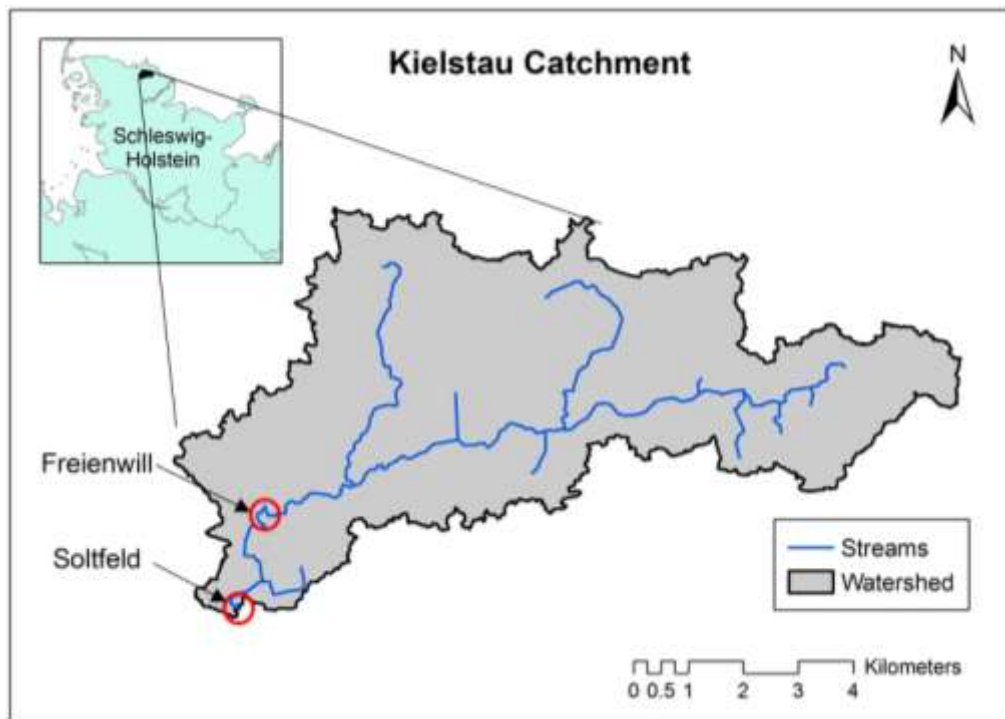 Kielstau Catchment
N
Schleswig-
Holstein
Freienwill
Soltfeld
Streams
Watershed
Kilometers
0 0.5 1 2 3 4